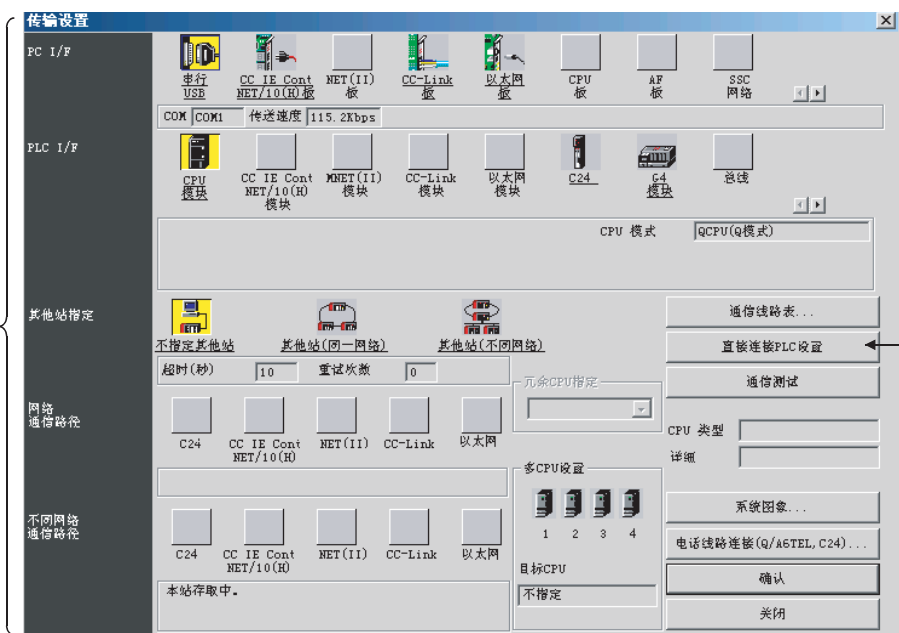 传输设置
PC I/F
串行
USB
CC IE Cont
NET/10(H)板
NET(II)
板
CC-Link
板
以太网
板
CPU
板
AF
板
SSC
网络
COM COM1 传送速度 115.2Kbps
PLC I/F
CPU
模块
CC IE Cont
NET/10(H)
模块
MNET(II)
模块
CC-Link
模块
以太网
模块
C24
G4
模块
总线
CPU 模式 QCPU(Q模式)
其他站指定
不指定其他站
其他站(同一网络)
其他站(不同网络)
通信线路表...
直接连接PLC设置
通信测试
超时(秒) 10 重试次数 0
冗余CPU指定
网络
通信路径
C24
CC IE Cont
NET/10(H)
NET(II)
CC-Link
以太网
CPU 类型
详细
多CPU设置
1 2 3 4
目标CPU
不指定
不同网络
通信路径
C24
CC IE Cont
NET/10(H)
NET(II)
CC-Link
以太网
本站存取中。
系统图象...
电话线路连接(Q/A6TEL,C24)...
确认
关闭